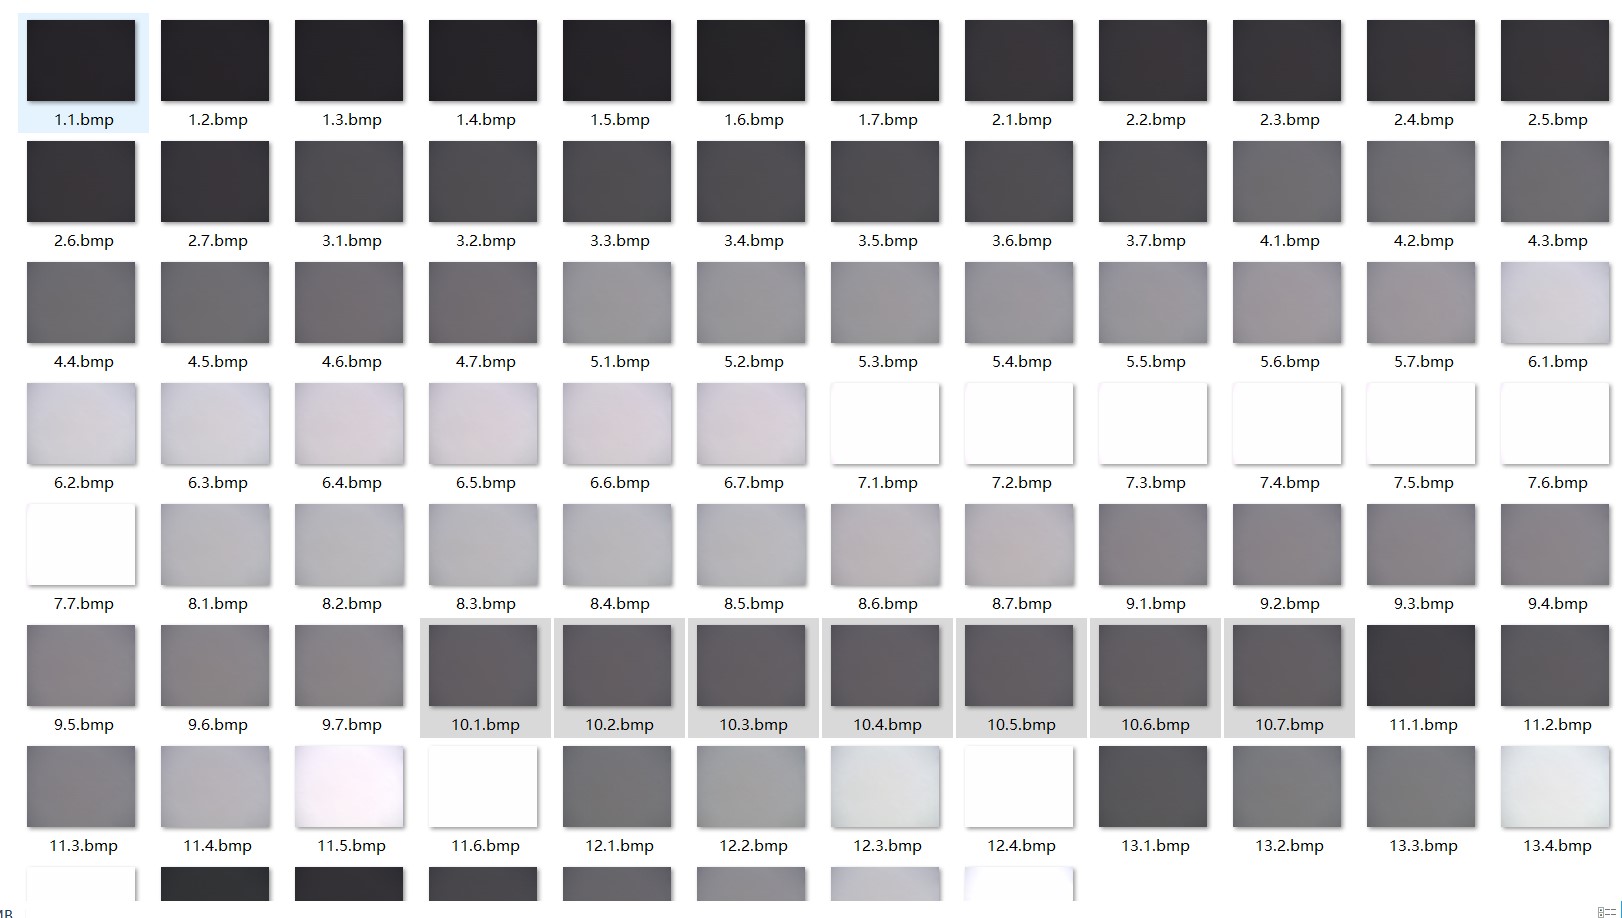 1.1.bmp 1.2.bmp 1.3.bmp 1.4.bmp 1.5.bmp 1.6.bmp 1.7.bmp 2.1.bmp 2.2.bmp 2.3.bmp 2.4.bmp 2.5.bmp
2.6.bmp 2.7.bmp 3.1.bmp 3.2.bmp 3.3.bmp 3.4.bmp 3.5.bmp 3.6.bmp 3.7.bmp 4.1.bmp 4.2.bmp 4.3.bmp
4.4.bmp 4.5.bmp 4.6.bmp 4.7.bmp 5.1.bmp 5.2.bmp 5.3.bmp 5.4.bmp 5.5.bmp 5.6.bmp 5.7.bmp 6.1.bmp
6.2.bmp 6.3.bmp 6.4.bmp 6.5.bmp 6.6.bmp 6.7.bmp 7.1.bmp 7.2.bmp 7.3.bmp 7.4.bmp 7.5.bmp 7.6.bmp
7.7.bmp 8.1.bmp 8.2.bmp 8.3.bmp 8.4.bmp 8.5.bmp 8.6.bmp 8.7.bmp 9.1.bmp 9.2.bmp 9.3.bmp 9.4.bmp
9.5.bmp 9.6.bmp 9.7.bmp 10.1.bmp 10.2.bmp 10.3.bmp 10.4.bmp 10.5.bmp 10.6.bmp 10.7.bmp 11.1.bmp 11.2.bmp
11.3.bmp 11.4.bmp 11.5.bmp 11.6.bmp 12.1.bmp 12.2.bmp 12.3.bmp 12.4.bmp 13.1.bmp 13.2.bmp 13.3.bmp 13.4.bmp